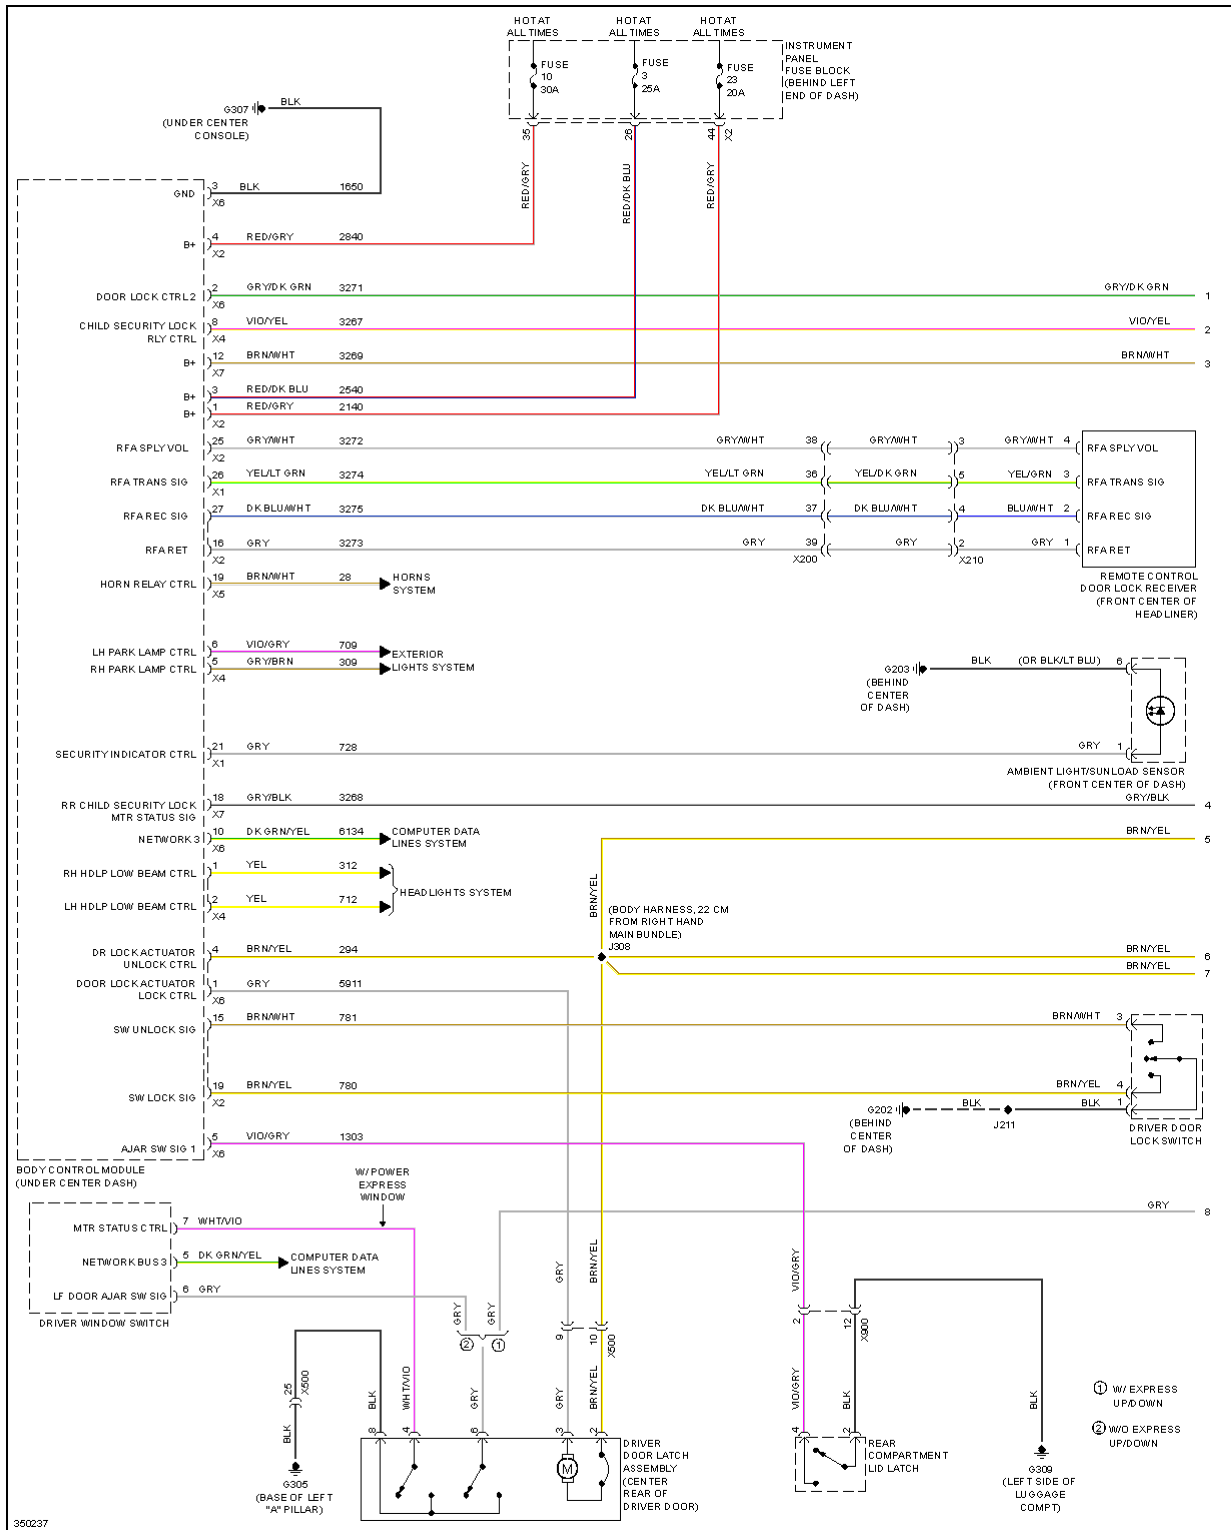 HOT AT
ALL TIMES
HOT AT
ALL TIMES
HOT AT
ALL TIMES
FUSE
10
30A
FUSE
3
25A
FUSE
23
20A
INSTRUMENT
PANEL
FUSE BLOCK
(BEHIND LEFT
END OF DASH)
35
26
44
X2
RED/GRY
RED/DK BLU
RED/GRY
G307
BLK
(UNDER CENTER
CONSOLE)
GND
3
BLK
1650
X6
B+
4
RED/GRY
2840
X2
DOOR LOCK CTRL 2
2
GRY/DK GRN
3271
X6
GRY/DK GRN
1
CHILD SECURITY LOCK
RLY CTRL
8
VIO/YEL
3267
X4
VIO/YEL
2
B+
12
BRN/WHT
3269
X7
BRN/WHT
3
B+
3
RED/DK BLU
2540
B+
1
RED/GRY
2140
X2
RFA SPLY VOL
25
GRY/WHT
3272
X2
GRY/WHT
38
GRY/WHT
3
GRY/WHT
4
RFA SPLY VOL
RFA TRANS SIG
26
YEL/LT GRN
3274
X1
YEL/LT GRN
36
YEL/DK GRN
5
YEL/GRN
3
RFA TRANS SIG
RFA REC SIG
27
DK BLU/WHT
3275
DK BLU/WHT
37
DK BLU/WHT
4
BLU/WHT
2
RFA REC SIG
RFA RET
16
GRY
3273
X2
GRY
39
X200
GRY
2
X210
GRY
1
RFA RET
REMOTE CONTROL
DOOR LOCK RECEIVER
(FRONT CENTER OF
HEADLINER)
HORN RELAY CTRL
19
BRN/WHT
28
X5
HORNS
SYSTEM
LH PARK LAMP CTRL
6
VIO/GRY
709
RH PARK LAMP CTRL
5
GRY/BRN
309
X4
EXTERIOR
LIGHTS SYSTEM
G203
(BEHIND
CENTER
OF DASH)
BLK
(OR BLK/LT BLU)
6
SECURITY INDICATOR CTRL
21
GRY
728
X1
GRY
1
AMBIENT LIGHT/SUNLOAD SENSOR
(FRONT CENTER OF DASH)
RR CHILD SECURITY LOCK
MTR STATUS SIG
18
GRY/BLK
3268
X7
GRY/BLK
4
NETWORK 3
10
DK GRN/YEL
6134
X6
COMPUTER DATA
LINES SYSTEM
BRN/YEL
5
RH HDLP LOW BEAM CTRL
1
YEL
312
LH HDLP LOW BEAM CTRL
2
YEL
712
X4
HEADLIGHTS SYSTEM
BRN/YEL
(BODY HARNESS, 22 CM
FROM RIGHT HAND
MAIN BUNDLE)
J308
DR LOCK ACTUATOR
UNLOCK CTRL
4
BRN/YEL
294
BRN/YEL
6
BRN/YEL
7
DOOR LOCK ACTUATOR
LOCK CTRL
1
GRY
5911
X6
SW UNLOCK SIG
15
BRN/WHT
781
BRN/WHT
3
SW LOCK SIG
19
BRN/YEL
780
X2
BRN/YEL
4
G202
(BEHIND
CENTER
OF DASH)
BLK
J211
BLK
1
DRIVER DOOR
LOCK SWITCH
AJAR SW SIG 1
5
VIO/GRY
1303
X6
BODY CONTROL MODULE
(UNDER CENTER DASH)
W/ POWER
EXPRESS
WINDOW
MTR STATUS CTRL
7
WHT/VIO
NETWORK BUS 3
5
DK GRN/YEL
COMPUTER DATA
LINES SYSTEM
LF DOOR AJAR SW SIG
6
GRY
DRIVER WINDOW SWITCH
GRY
8
GRY
GRY
2
1
GRY
BRN/YEL
9
10
X500
VIO/GRY
2
12
X900
25
X500
BLK
BLK
WHT/VIO
GRY
GRY
BRN/YEL
8
4
6
3
2
M
G305
(BASE OF LEFT
"A" PILLAR)
DRIVER
DOOR LATCH
ASSEMBLY
(CENTER
REAR OF
DRIVER DOOR)
VIO/GRY
BLK
4
2
REAR
COMPARTMENT
LID LATCH
BLK
G309
(LEFT SIDE OF
LUGGAGE
COMPT)
1 W/ EXPRESS
UP/DOWN
2 W/O EXPRESS
UP/DOWN
350237